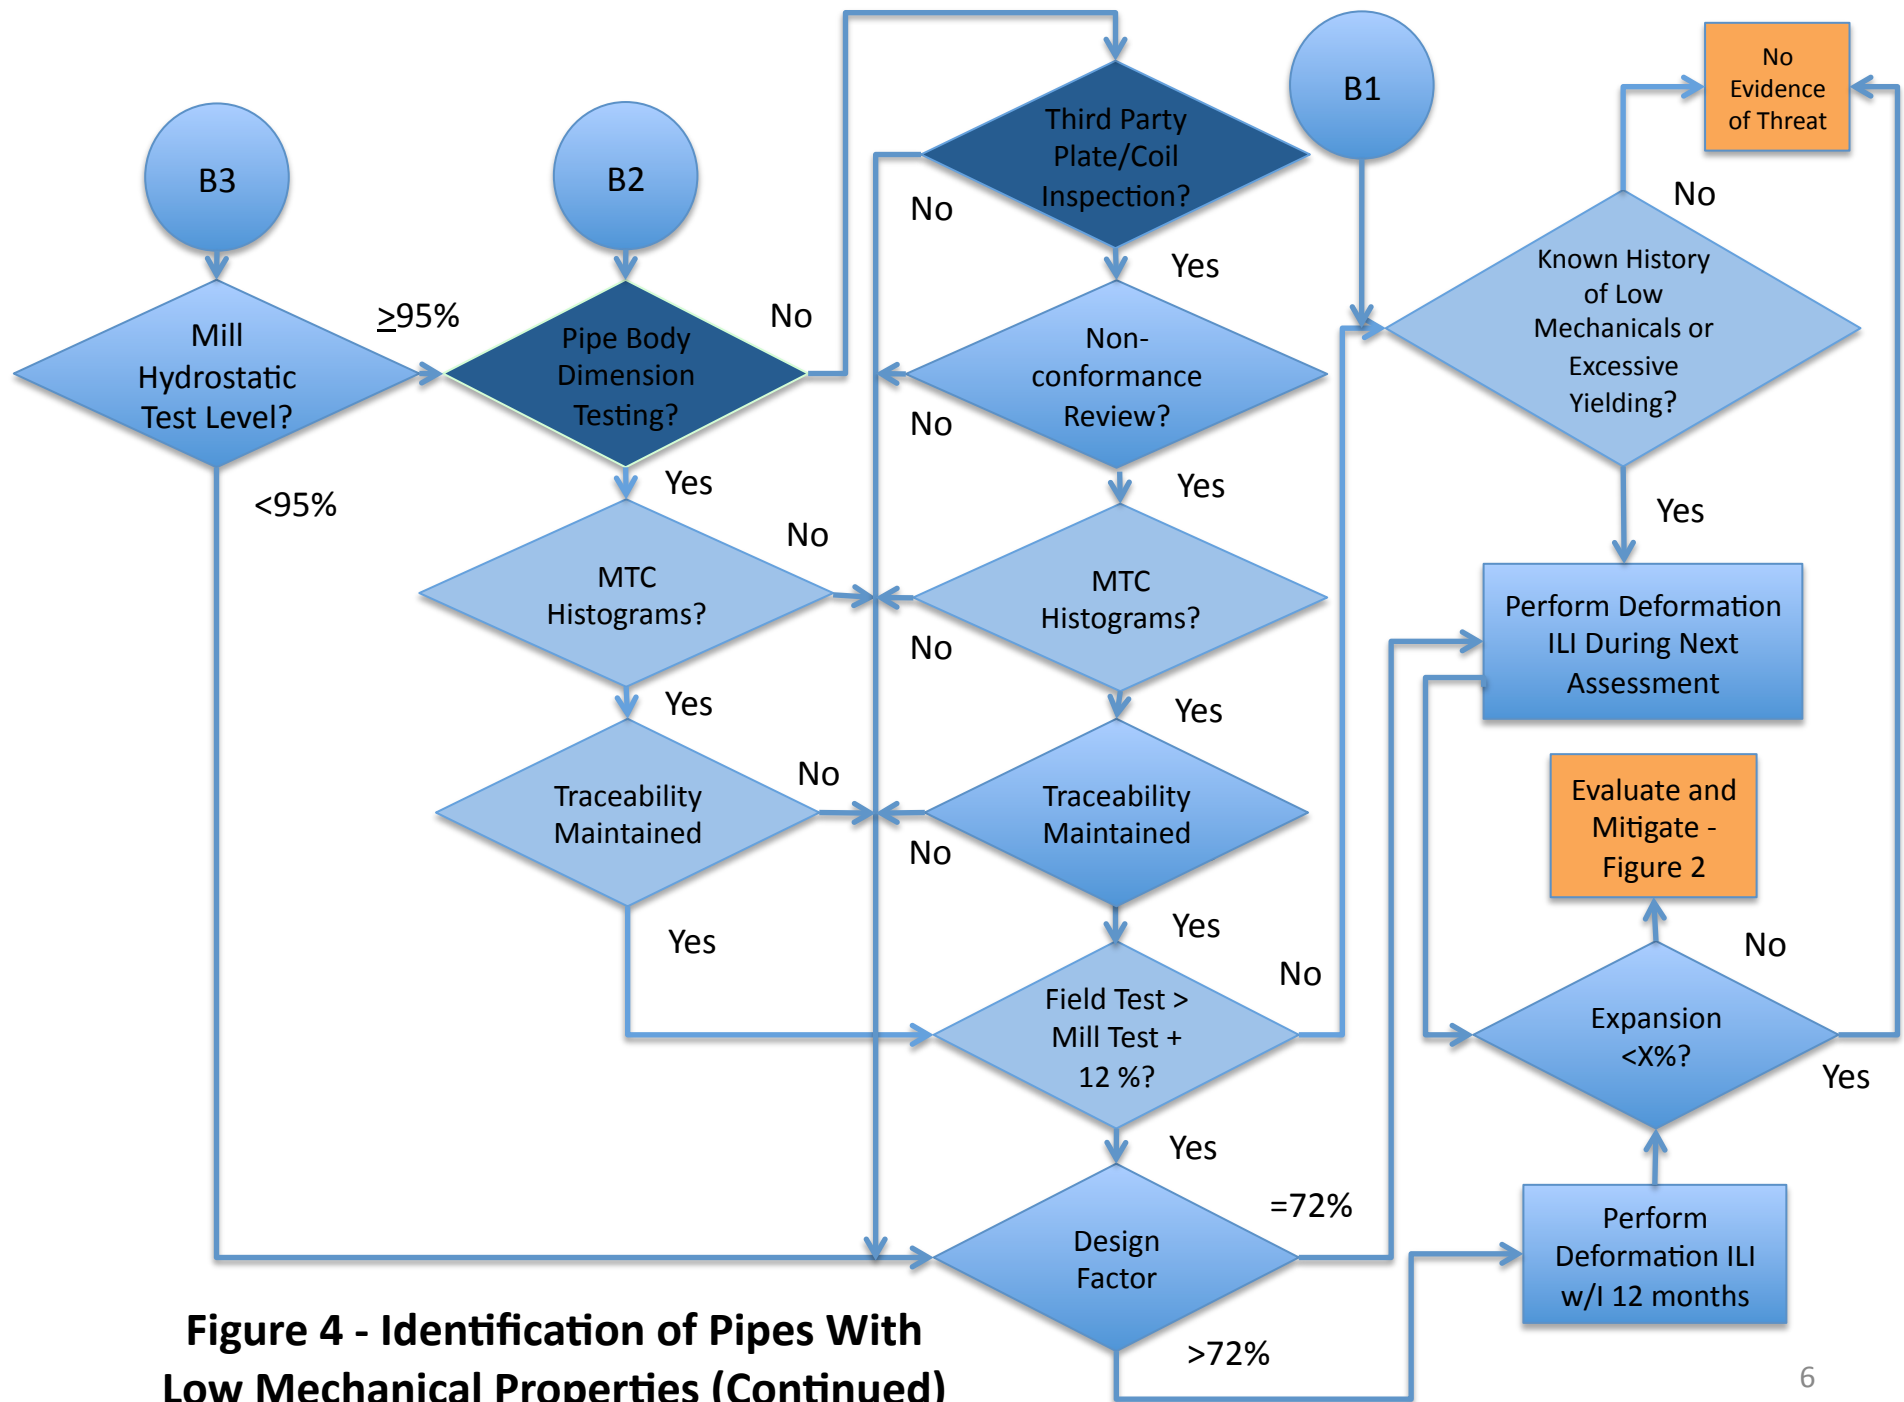 No
Evidence
of Threat
B1
B3
B2
Third Party
Plate/Coil
Inspection?
No
Yes
No
Known History
of Low
Mechanicals or
Excessive
Yielding?
Yes
Mill
Hydrostatic
Test Level?
≥95%
<95%
Pipe Body
Dimension
Testing?
No
Yes
Non-
conformance
Review?
No
Yes
MTC
Histograms?
No
Yes
MTC
Histograms?
No
Yes
Perform Deformation
ILI During Next
Assessment
Traceability
Maintained
No
Yes
Traceability
Maintained
No
Yes
Evaluate and
Mitigate -
Figure 2
No
Field Test >
Mill Test +
12 %?
No
Yes
Expansion
<X%?
Yes
Design
Factor
=72%
>72%
Perform
Deformation ILI
w/I 12 months
Figure 4 - Identification of Pipes With
Low Mechanical Properties (Continued)
6